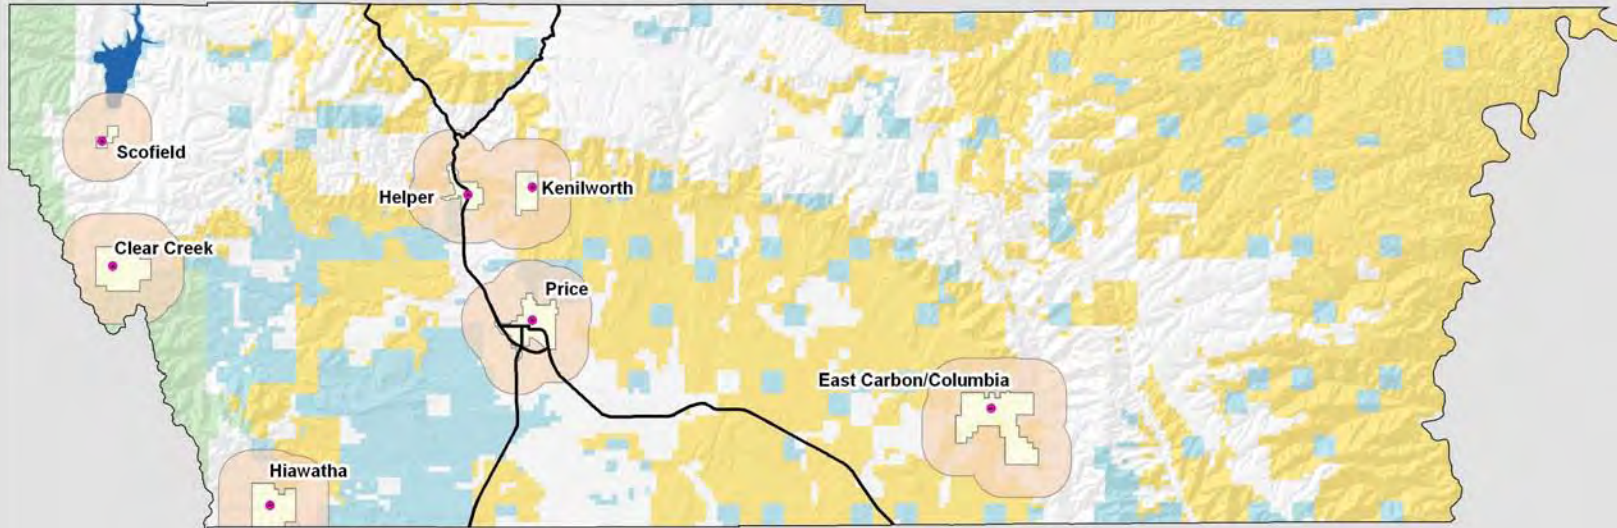 Scofield
Helper
Kenilworth
Clear Creek
Price
East Carbon/Columbia
Hiawatha